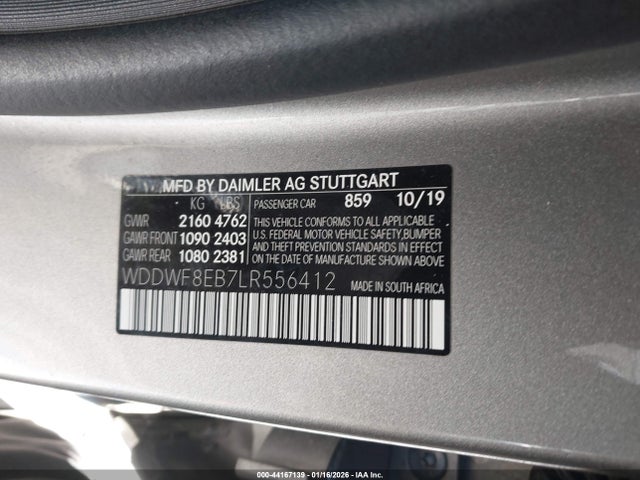 MFD BY DAIMLER AG STUTTGART
KG LBS PASSENGER CAR 859 10/19
GVWR 2160 4762 THIS VEHICLE CONFORMS TO ALL APPLICABLE
GAWR FRONT 1090 2403 U.S. FEDERAL MOTOR VEHICLE SAFETY,BUMPER
GAWR REAR 1080 2381 AND THEFT PREVENTION STANDARDS IN EFFECT
ON THE DATE OF MANUFACTURE SHOWN ABOVE
WDDWF8EB7LR556412
MADE IN SOUTH AFRICA
000-44167139 - 01/16/2026 - IAA Inc.